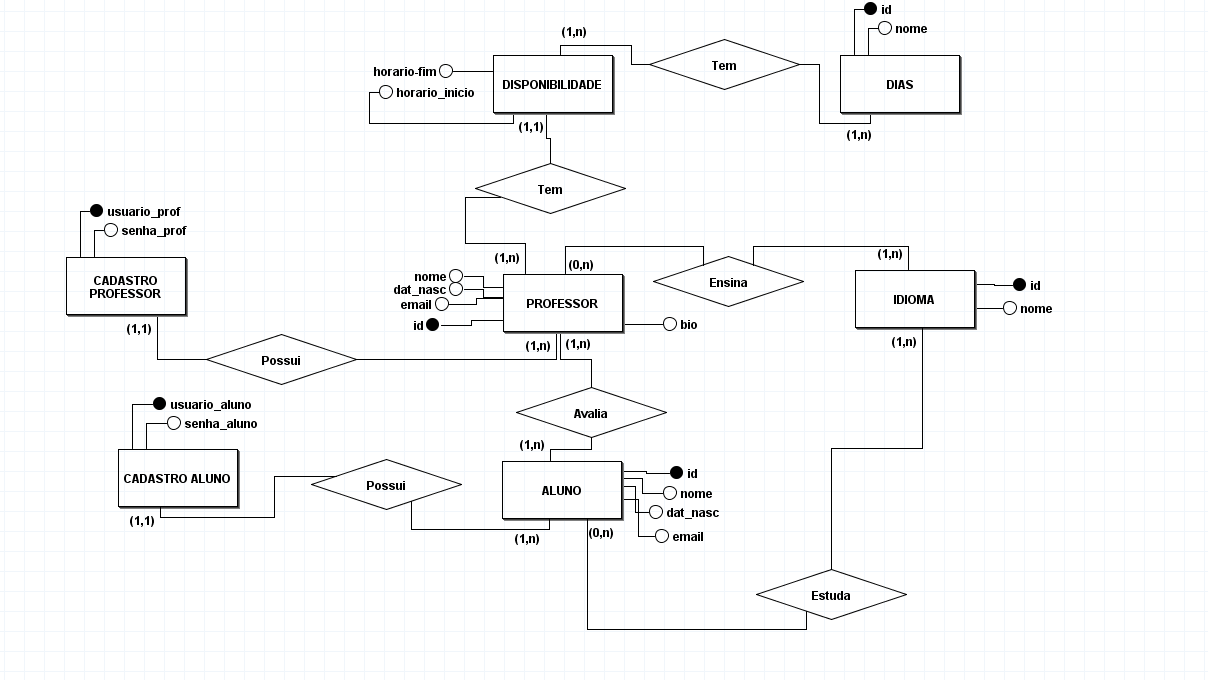 id
nome
(1,n)
Tem
horario-fim
DISPONIBILIDADE
DIAS
horario_inicio
(1,1)
(1,n)
Tem
usuario_prof
senha_prof
(1,n)
(0,n)
(1,n)
CADASTRO
PROFESSOR
nome
dat_nasc
email
id
PROFESSOR
bio
Ensina
IDIOMA
id
nome
(1,1)
(1,n)
(1,n)
(1,n)
Possui
usuario_aluno
senha_aluno
Avalia
(1,n)
CADASTRO ALUNO
Possui
ALUNO
id
nome
dat_nasc
email
(1,1)
(1,n)
(0,n)
Estuda